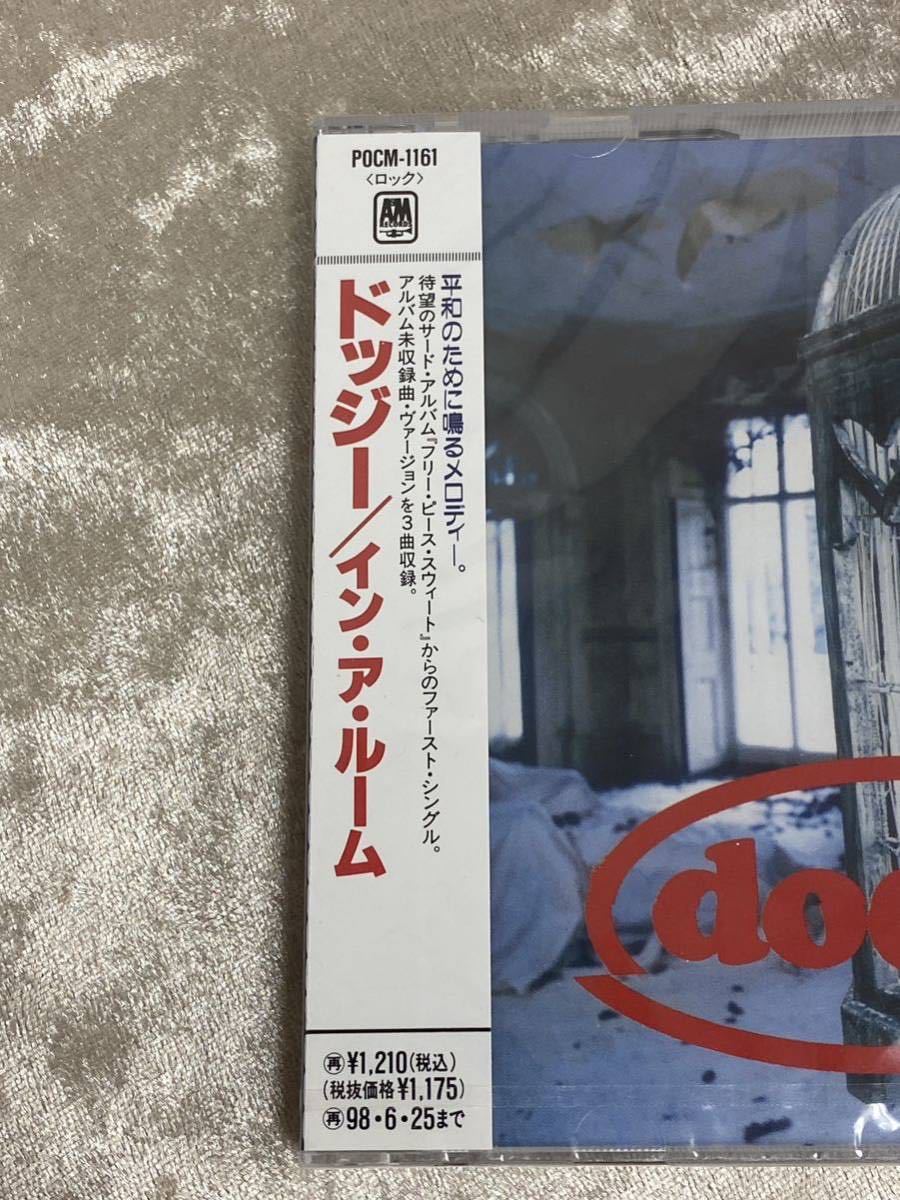 POCM-1161
〈ロック〉
A&M
RECORDS
平和のために鳴るメロディー。
待望のサード・アルバム『フリー・ピース・スウィート』からのファースト・シングル。
アルバム未収録曲・ヴァージョンを3曲収録。
ドッジー/イン・ア・ルーム
再¥1,210(税込)
(税抜価格¥1,175)
再98・6・25まで